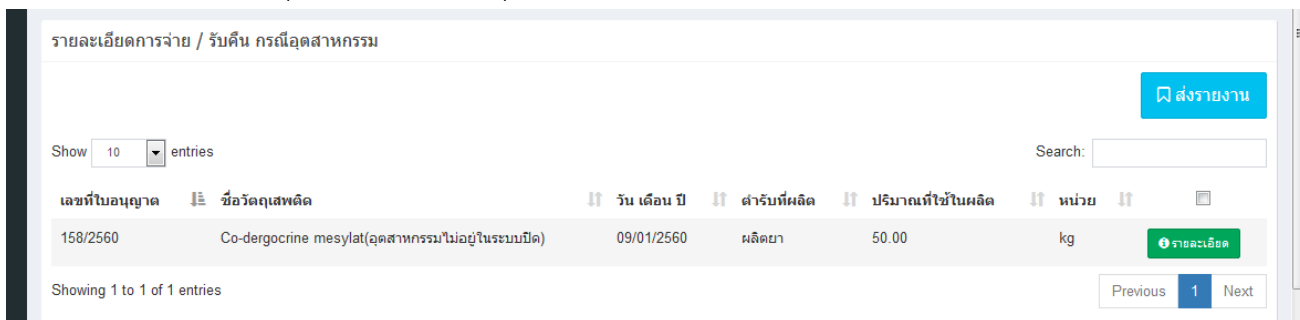 รายละเอียดการจ่าย / รับคืน กรณีอุตสาหกรรม
ส่งรายงาน
Show 10 entries Search:
เลขที่ใบอนุญาต ชื่อวัตถุเสพติด วัน เดือน ปี ตำรับที่ผลิต ปริมาณที่ใช้ในผลิต หน่วย
158/2560 Co-dergocrine mesylat(อุตสาหกรรมไม่อยู่ในระบบปิด) 09/01/2560 ผลิตยา 50.00 kg รายละเอียด
Showing 1 to 1 of 1 entries Previous 1 Next